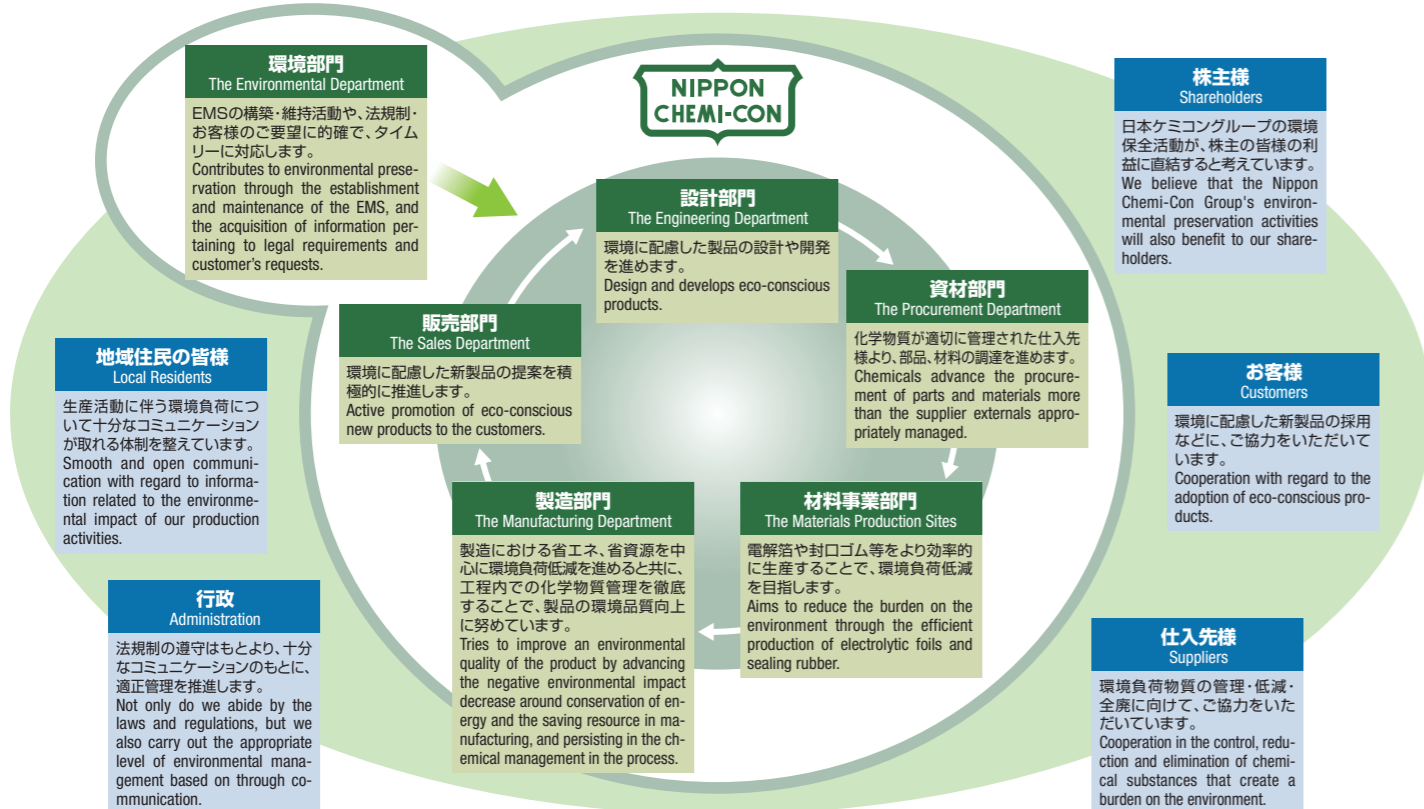 環境部門
The Environmental Department
EMSの構築・維持活動や、法規制・
お客様のご要望に的確で、タイム
リーに対応します。
Contributes to environmental prese-
rvation through the establishment
and maintenance of the EMS, and
the acquisition of information per-
taining to legal requirements and
customer's requests.
NIPPON
CHEMI-CON
株主様
Shareholders
日本ケミコングループの環境
保全活動が、株主の皆様の利
益に直結すると考えています。
We believe that the Nippon
Chemi-Con Group's environ-
mental preservation activities
will also benefit to our share-
holders.
設計部門
The Engineering Department
環境に配慮した製品の設計や開発
を進めます。
Design and develops eco-conscious
products.
資材部門
The Procurement Department
化学物質が適切に管理された仕入先
様より、部品、材料の調達を進めます。
Chemicals advance the procure-
ment of parts and materials more
than the supplier externals appro-
priately managed.
販売部門
The Sales Department
環境に配慮した新製品の提案を積
極的に推進します。
Active promotion of eco-conscious
new products to the customers.
地域住民の皆様
Local Residents
生産活動に伴う環境負荷につ
いて十分なコミュニケーション
が取れる体制を整えています。
Smooth and open communi-
cation with regard to informa-
tion related to the environme-
ntal impact of our production
activities.
お客様
Customers
環境に配慮した新製品の採用
などに、ご協力をいただいて
います。
Cooperation with regard to the
adoption of eco-conscious pro-
ducts.
製造部門
The Manufacturing Department
製造における省エネ、省資源を中
心に環境負荷低減を進めると共に、
工程内での化学物質管理を徹底
することで、製品の環境品質向上
に努めています。
Tries to improve an environmental
quality of the product by advancing
the negative environmental impact
decrease around conservation of en-
ergy and the saving resource in ma-
nufacturing, and persisting in the ch-
emical management in the process.
材料事業部門
The Materials Production Sites
電解箔や封口ゴム等をより効率的
に生産することで、環境負荷低減
を目指します。
Aims to reduce the burden on the
environment through the efficient
production of electrolytic foils and
sealing rubber.
行政
Administration
法規制の遵守はもとより、十分
なコミュニケーションのもとに、
適正管理を推進します。
Not only do we abide by the
laws and regulations, but we
also carry out the appropriate
level of environmental mana-
gement based on through co-
mmunication.
仕入先様
Suppliers
環境負荷物質の管理・低減・
全廃に向けて、ご協力をいた
だいています。
Cooperation in the control, redu-
ction and elimination of chemi-
cal substances that create a
burden on the environment.